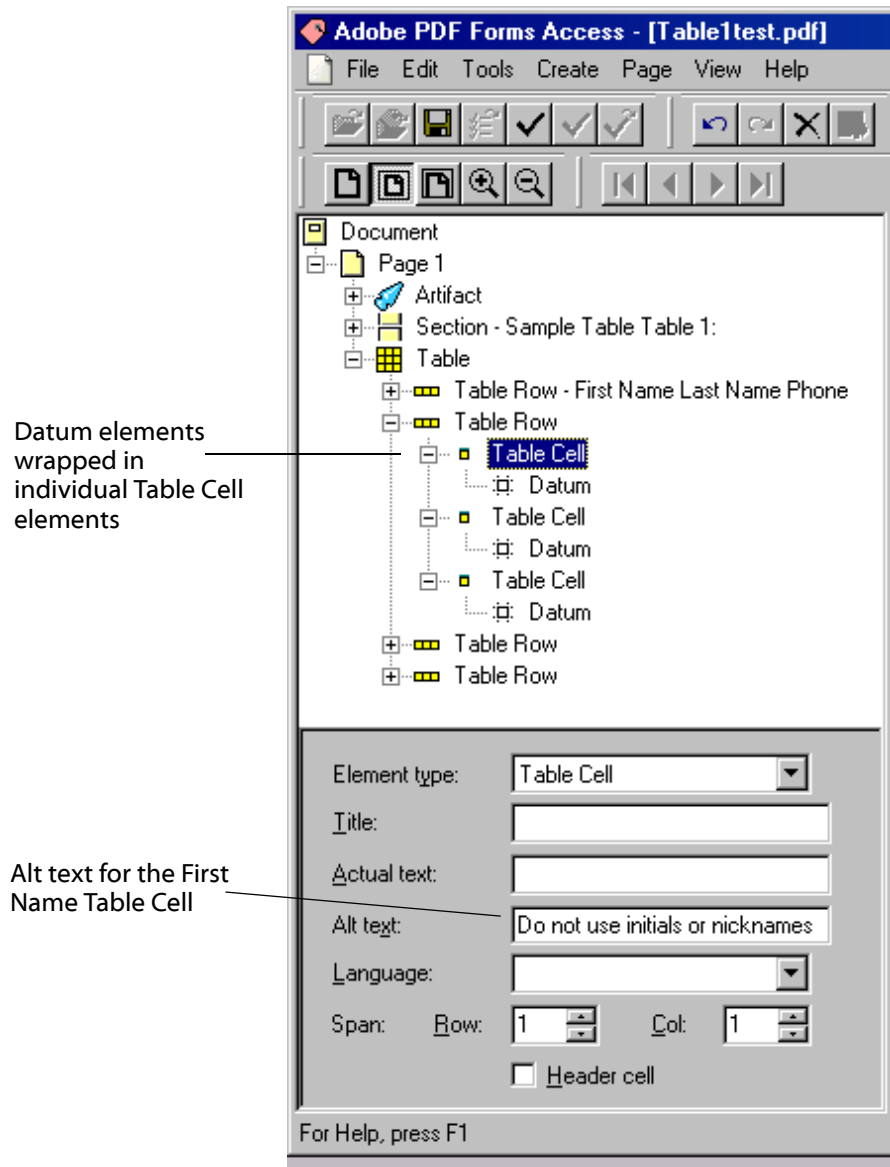 Adobe PDF Forms Access - [Table1test.pdf]
File Edit Tools Create Page View Help
Document
Page 1
Artifact
Section - Sample Table Table 1:
Table
Table Row - First Name Last Name Phone
Table Row
Table Cell
Datum
Table Cell
Datum
Table Cell
Datum
Table Row
Table Row
Datum elements
wrapped in
individual Table Cell
elements
Element type: Table Cell
Title:
Actual text:
Alt text: Do not use initials or nicknames
Language:
Span: Row: 1 Col: 1
Header cell
Alt text for the First
Name Table Cell
For Help, press F1